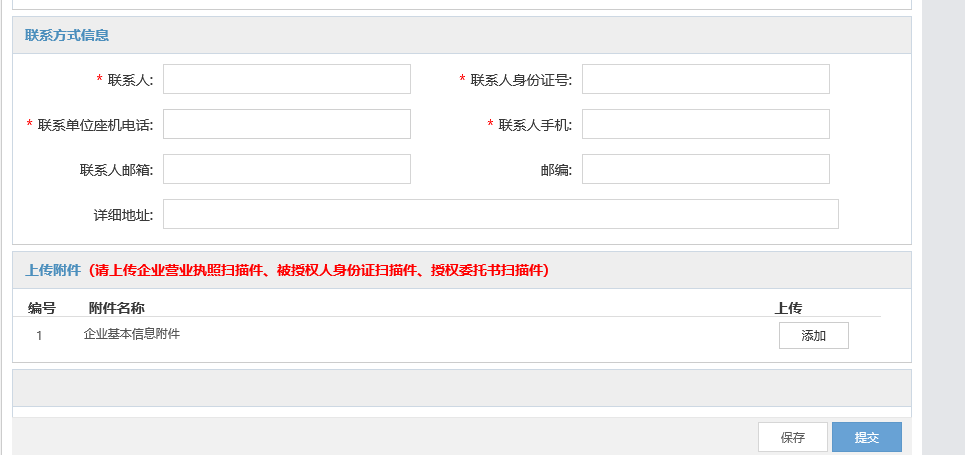 联系方式信息
* 联系人: * 联系人身份证号:
* 联系单位座机电话: * 联系人手机:
联系人邮箱: 邮编:
详细地址:
上传附件（请上传企业营业执照扫描件、被授权人身份证扫描件、授权委托书扫描件）
编号 附件名称 上传
1 企业基本信息附件 添加
保存 提交